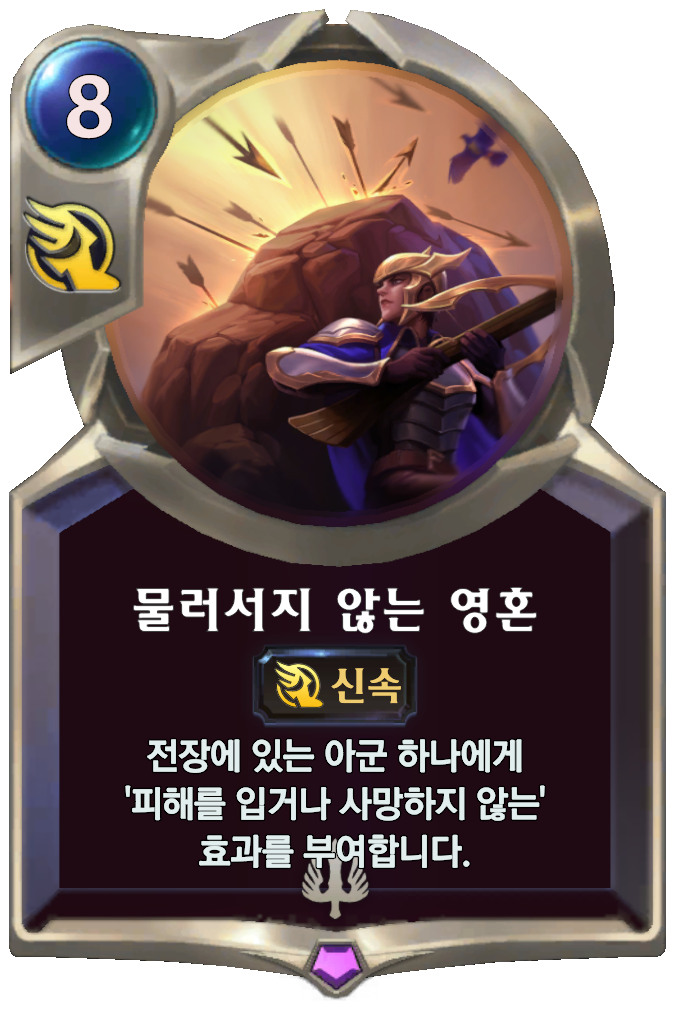 8
물러서지 않는 영혼
신속
전장에 있는 아군 하나에게
'피해를 입거나 사망하지 않는'
효과를 부여합니다.